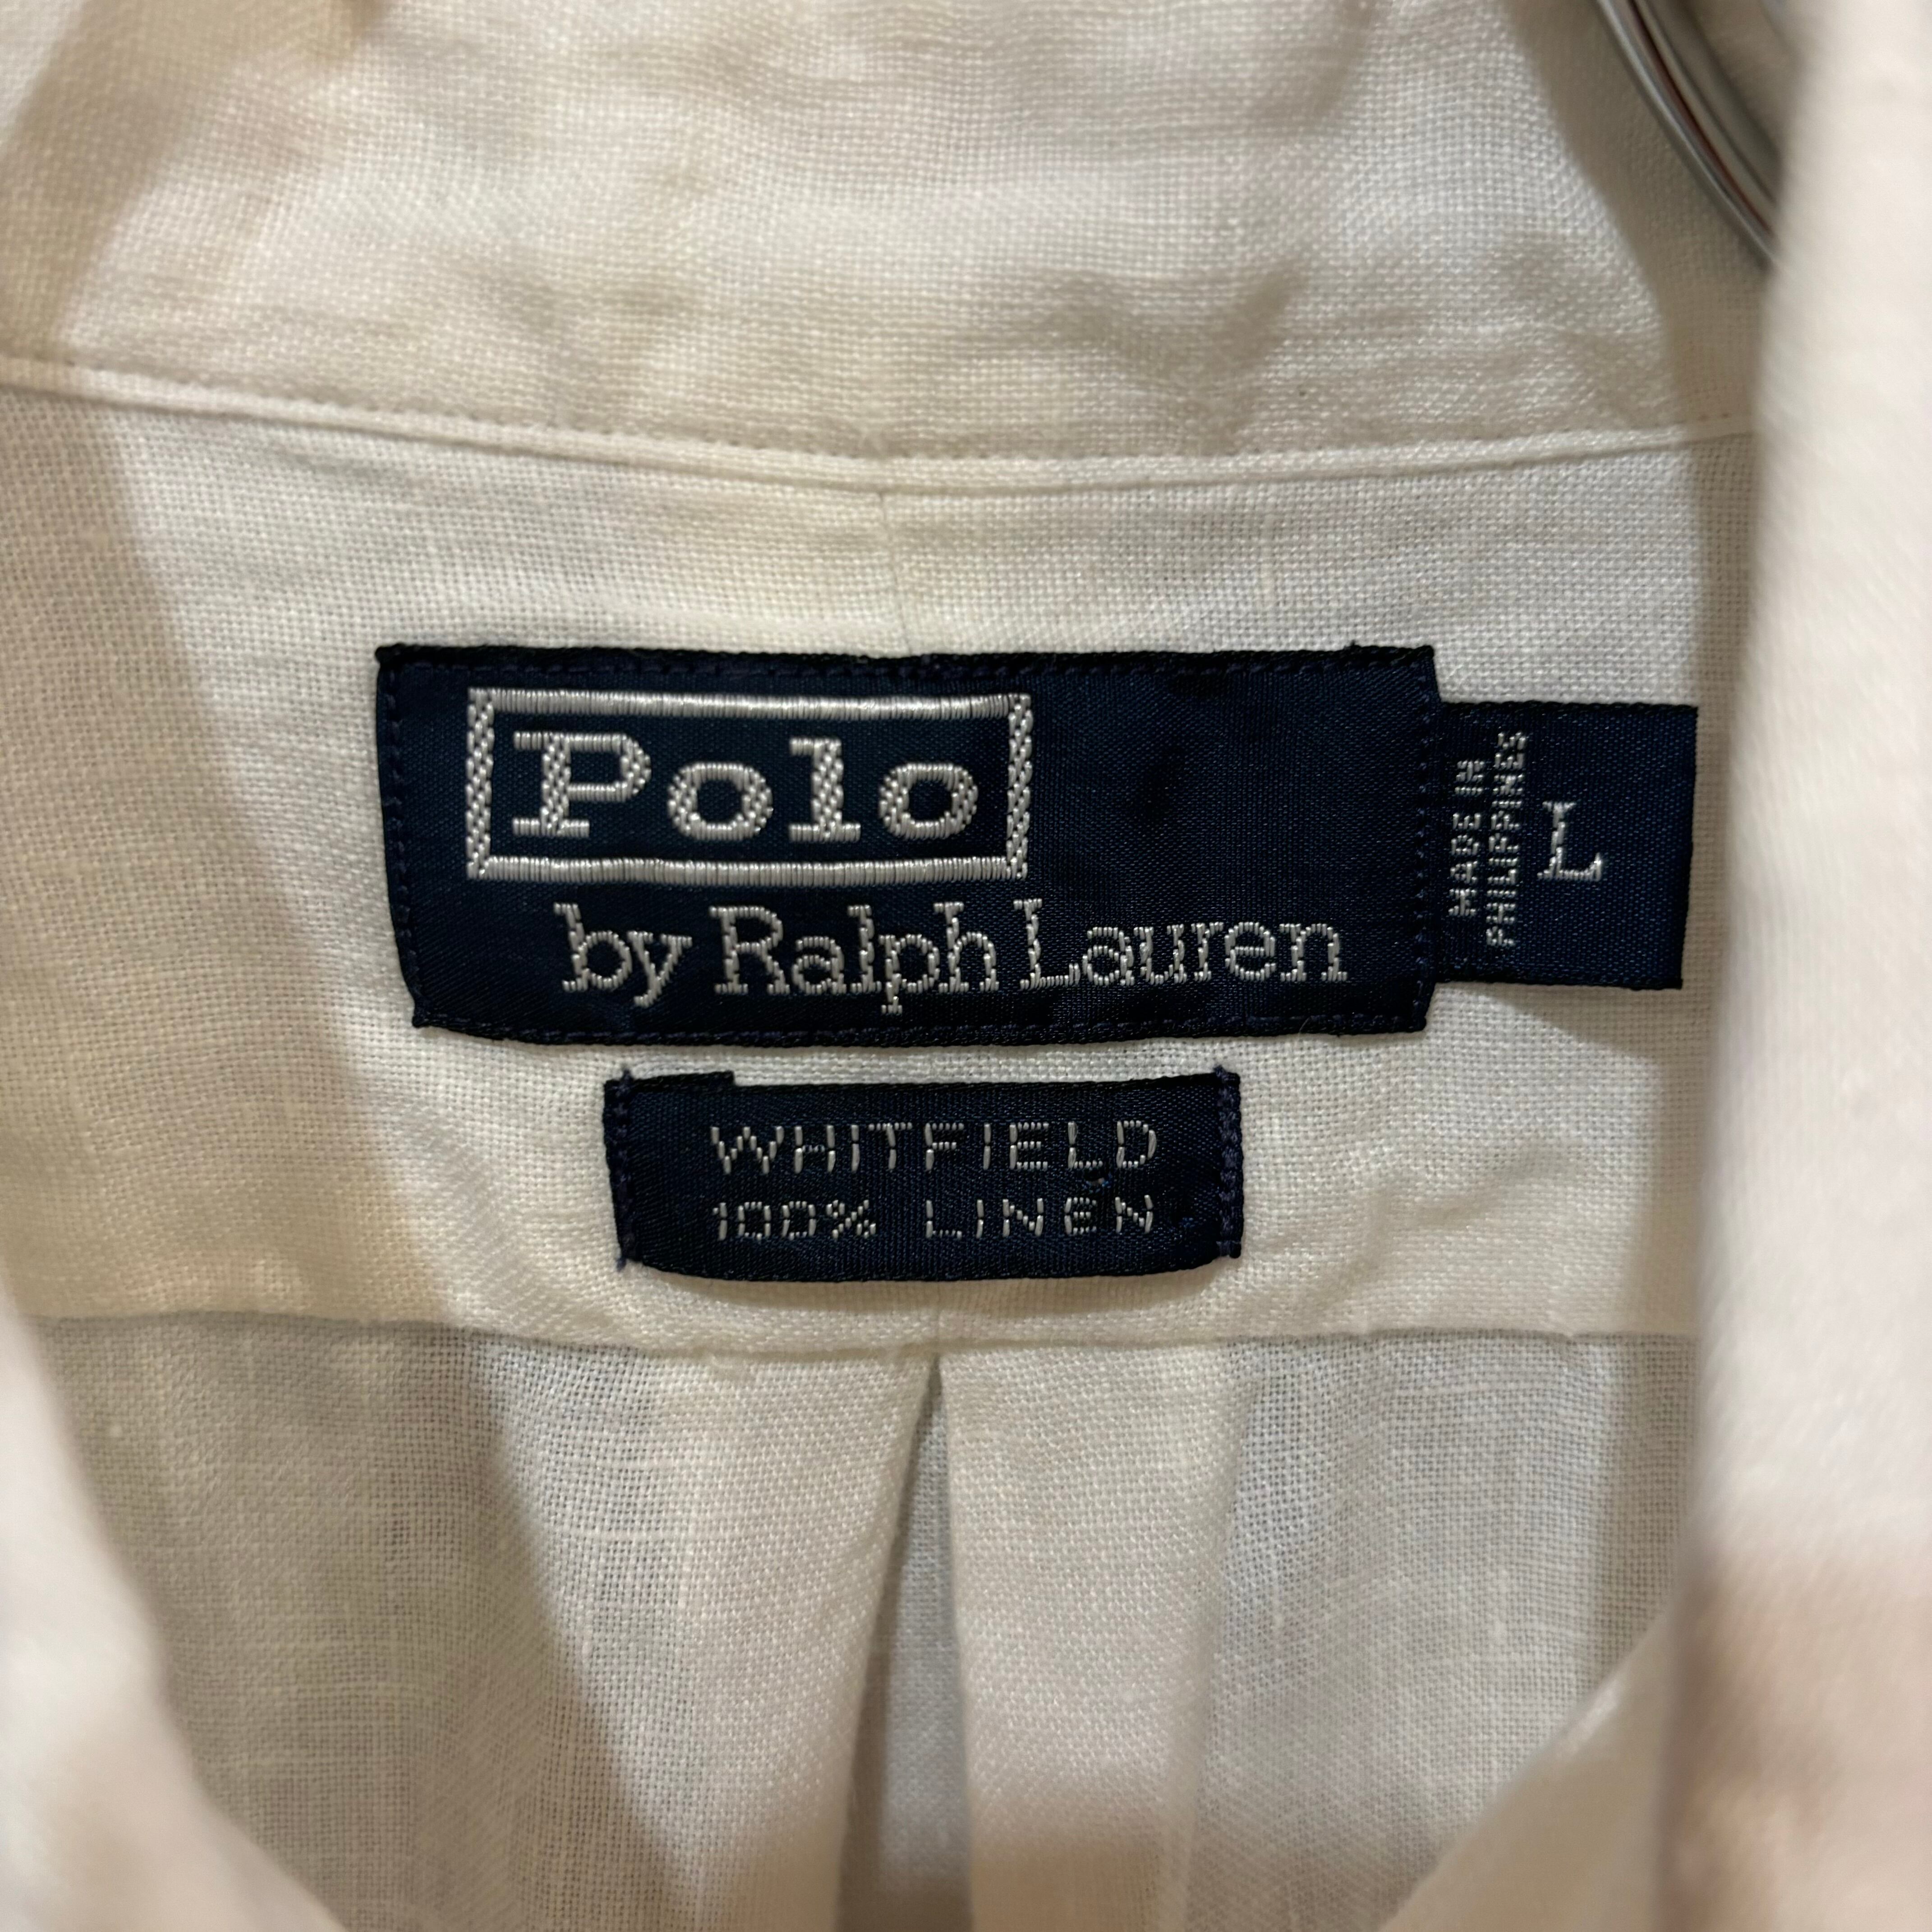 Polo
by Ralph Lauren
MADE IN
PHILIPPINES
L
WHITFIELD
100% LINEN